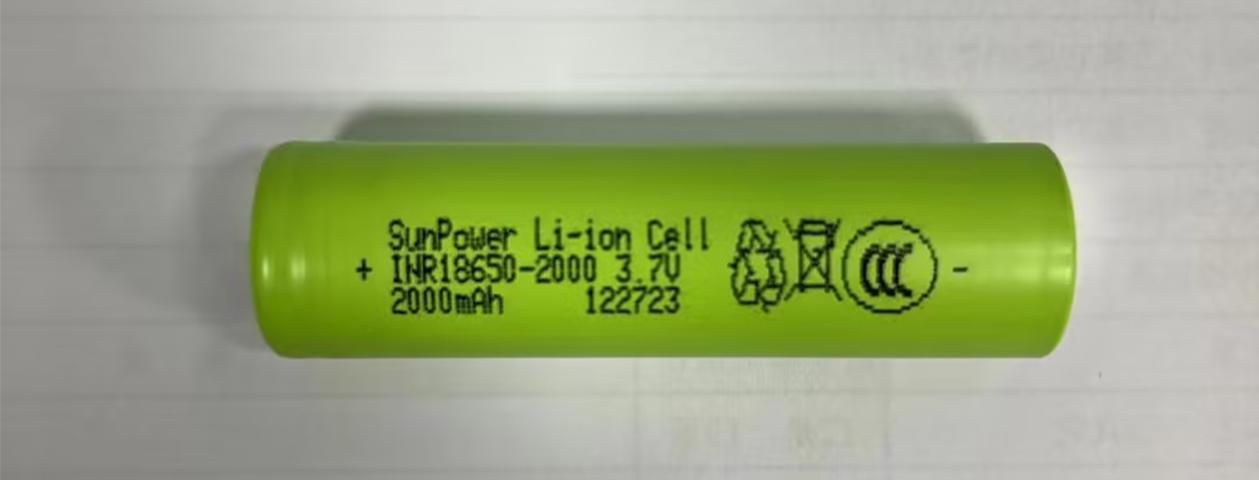 SunPower Li-ion Cell
+ INR18650-2000 3.7V -
2000mAh 122723
CCC